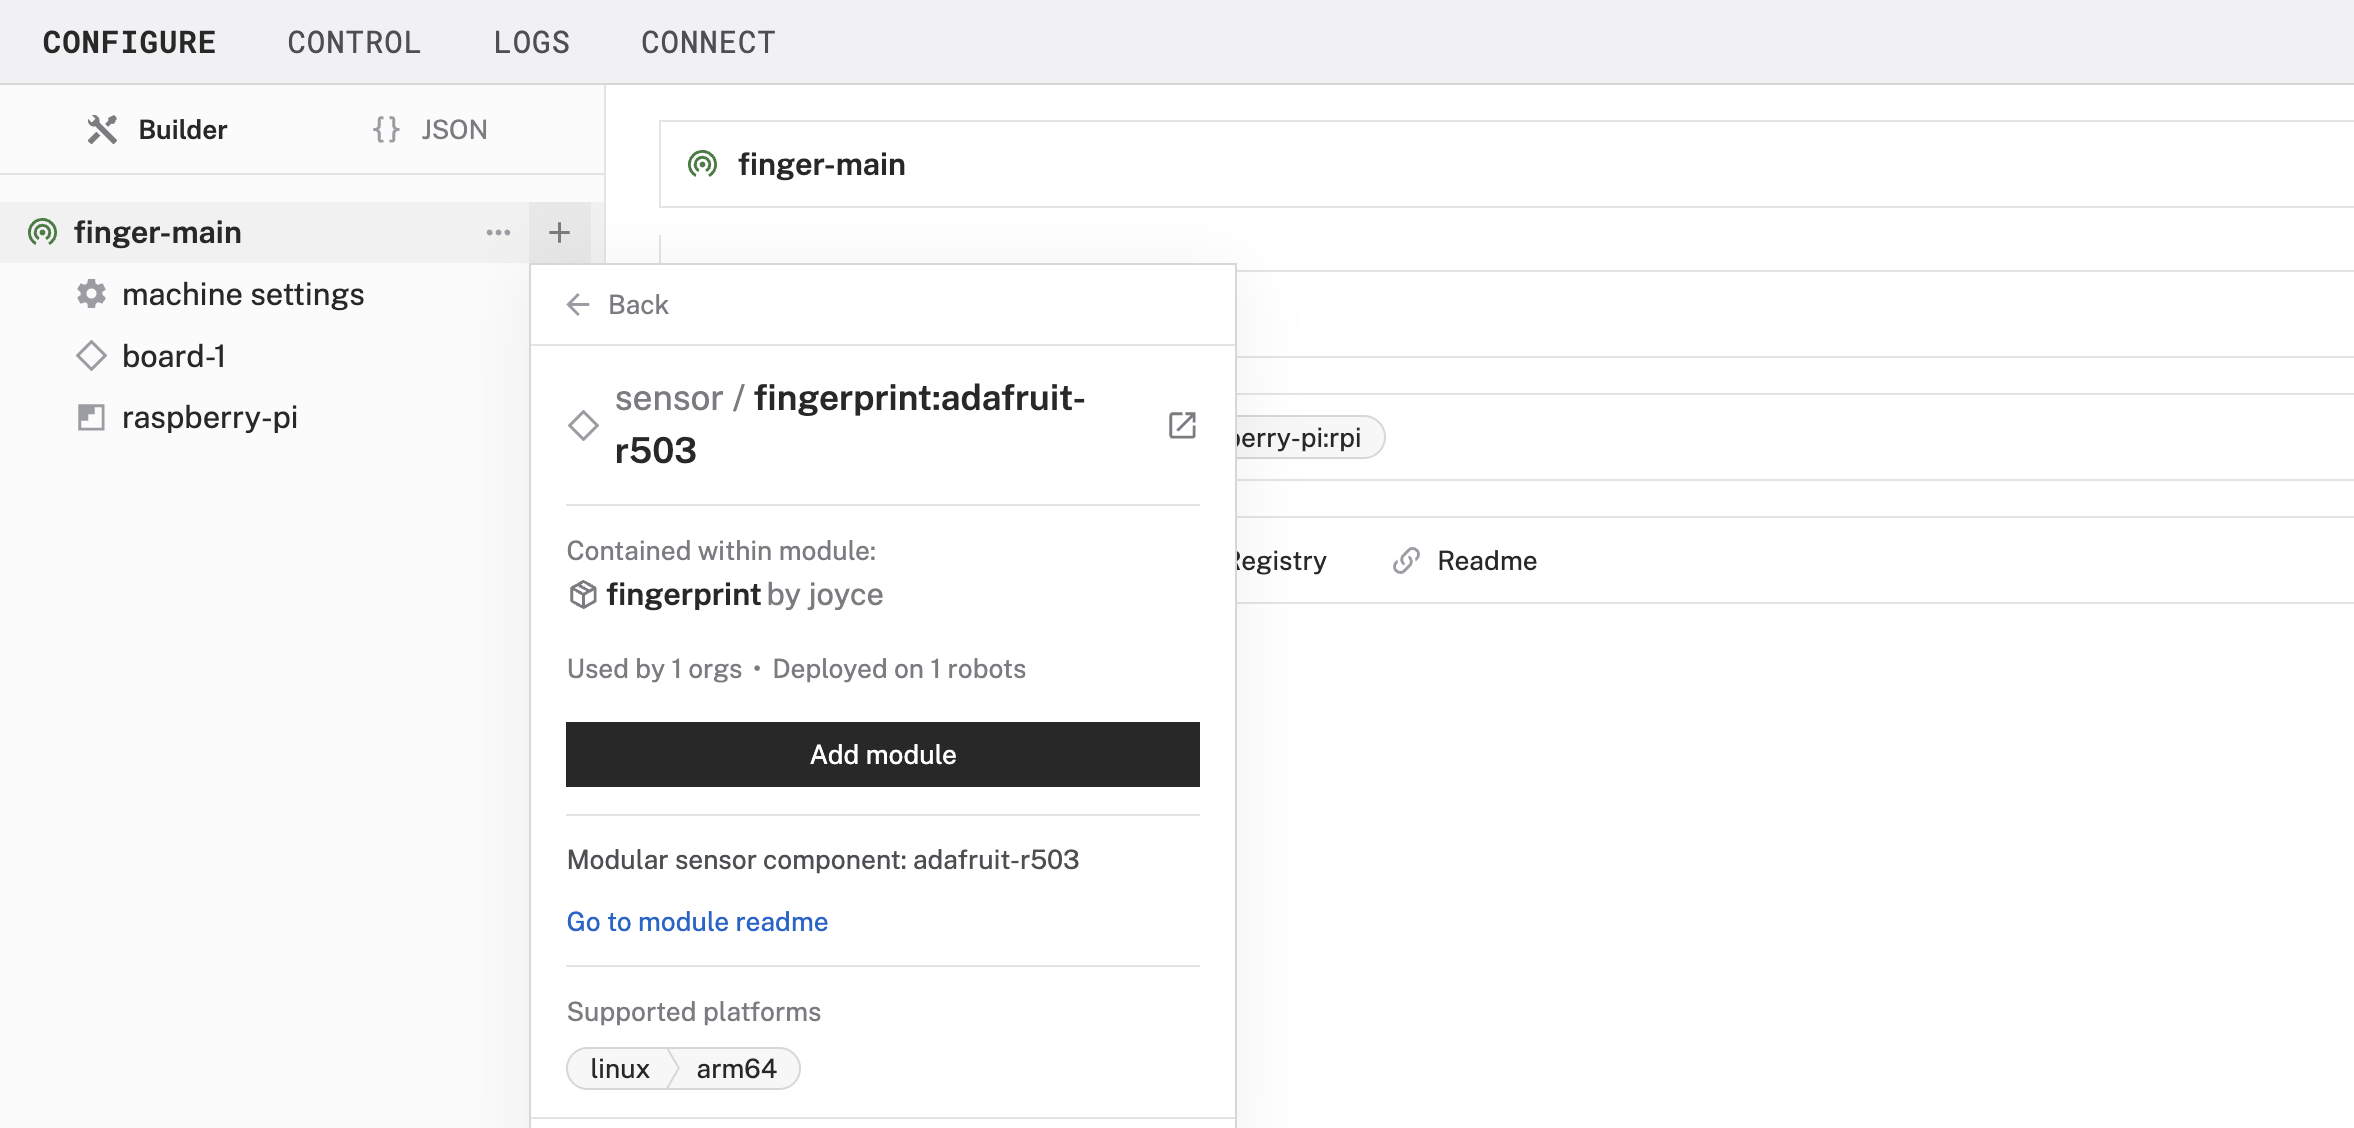 CONFIGURE CONTROL LOGS CONNECT
Builder {} JSON
finger-main
finger-main
machine settings
board-1
raspberry-pi
Back
sensor / fingerprint:adafruit-
r503
Contained within module:
fingerprint by joyce
Used by 1 orgs • Deployed on 1 robots
Add module
Modular sensor component: adafruit-r503
Go to module readme
Supported platforms
linux arm64
berry-pi:rpi
Registry Readme